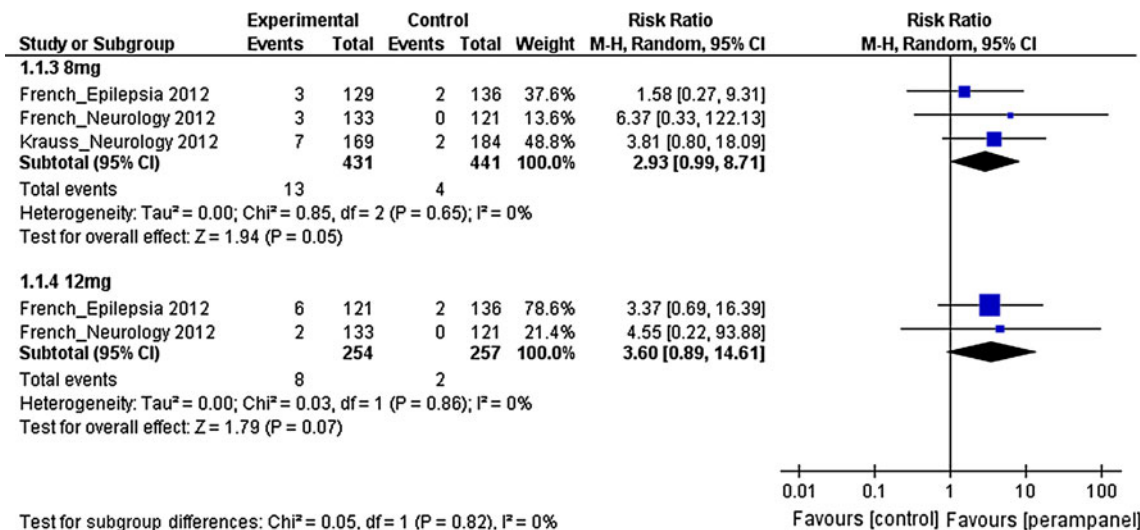 Experimental Control Risk Ratio Risk Ratio
Study or Subgroup Events Total Events Total Weight M-H, Random, 95% CI M-H, Random, 95% CI
1.1.3 8mg
French_Epilepsia 2012 3 129 2 136 37.6% 1.58 [0.27, 9.31]
French_Neurology 2012 3 133 0 121 13.6% 6.37 [0.33, 122.13]
Krauss_Neurology 2012 7 169 2 184 48.8% 3.81 [0.80, 18.09]
Subtotal (95% CI) 431 441 100.0% 2.93 [0.99, 8.71]
Total events 13 4
Heterogeneity: Tau² = 0.00; Chi² = 0.85, df = 2 (P = 0.65); I² = 0%
Test for overall effect: Z = 1.94 (P = 0.05)
1.1.4 12mg
French_Epilepsia 2012 6 121 2 136 78.6% 3.37 [0.69, 16.39]
French_Neurology 2012 2 133 0 121 21.4% 4.55 [0.22, 93.88]
Subtotal (95% CI) 254 257 100.0% 3.60 [0.89, 14.61]
Total events 8 2
Heterogeneity: Tau² = 0.00; Chi² = 0.03, df = 1 (P = 0.86); I² = 0%
Test for overall effect: Z = 1.79 (P = 0.07)
0.01 0.1 1 10 100
Favours [control] Favours [perampanel]
Test for subgroup differences: Chi² = 0.05, df = 1 (P = 0.82), I² = 0%